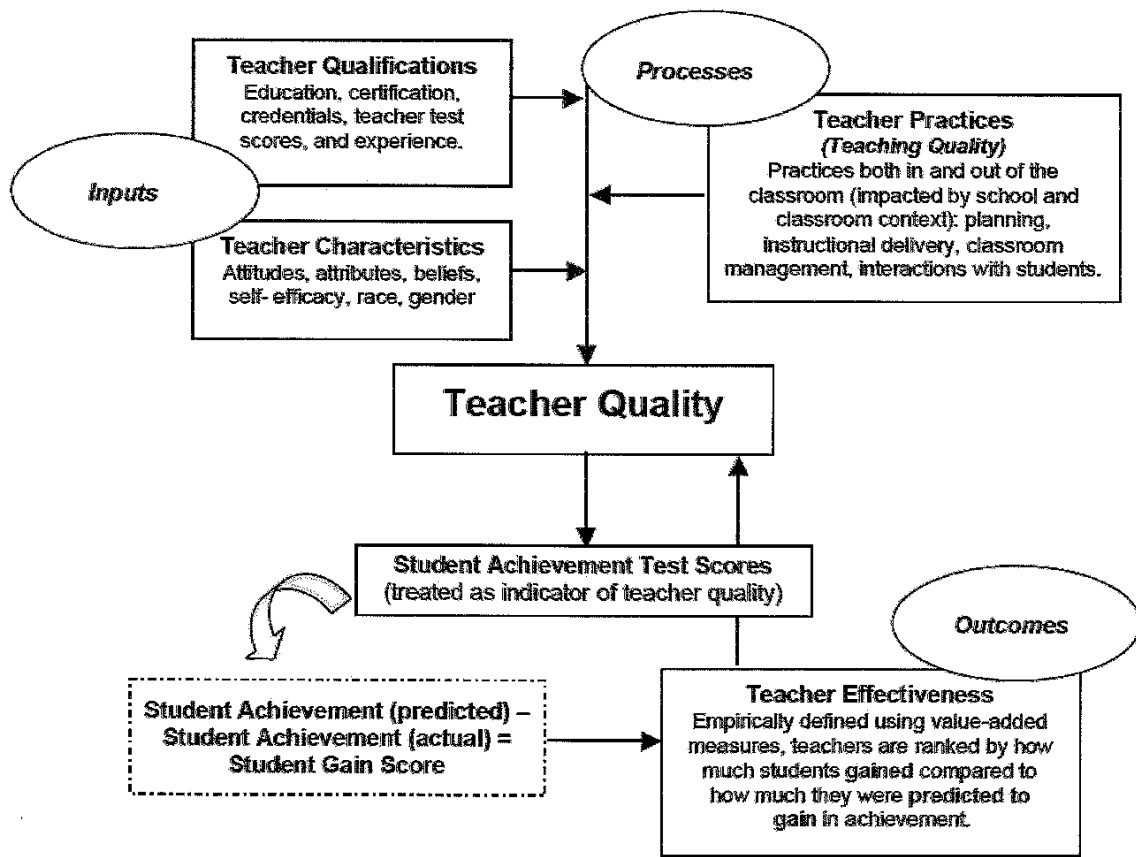 Teacher Qualifications
Education, certification,
credentials, teacher test
scores, and experience.
Processes
Teacher Practices
(Teaching Quality)
Practices both in and out of the
classroom (impacted by school and
classroom context): planning,
instructional delivery, classroom
management, interactions with students.
Inputs
Teacher Characteristics
Attitudes, attributes, beliefs,
self- efficacy, race, gender
Teacher Quality
Student Achievement Test Scores
(treated as indicator of teacher quality)
Outcomes
Student Achievement (predicted) –
Student Achievement (actual) =
Student Gain Score
Teacher Effectiveness
Empirically defined using value-added
measures, teachers are ranked by how
much students gained compared to
how much they were predicted to
gain in achievement.